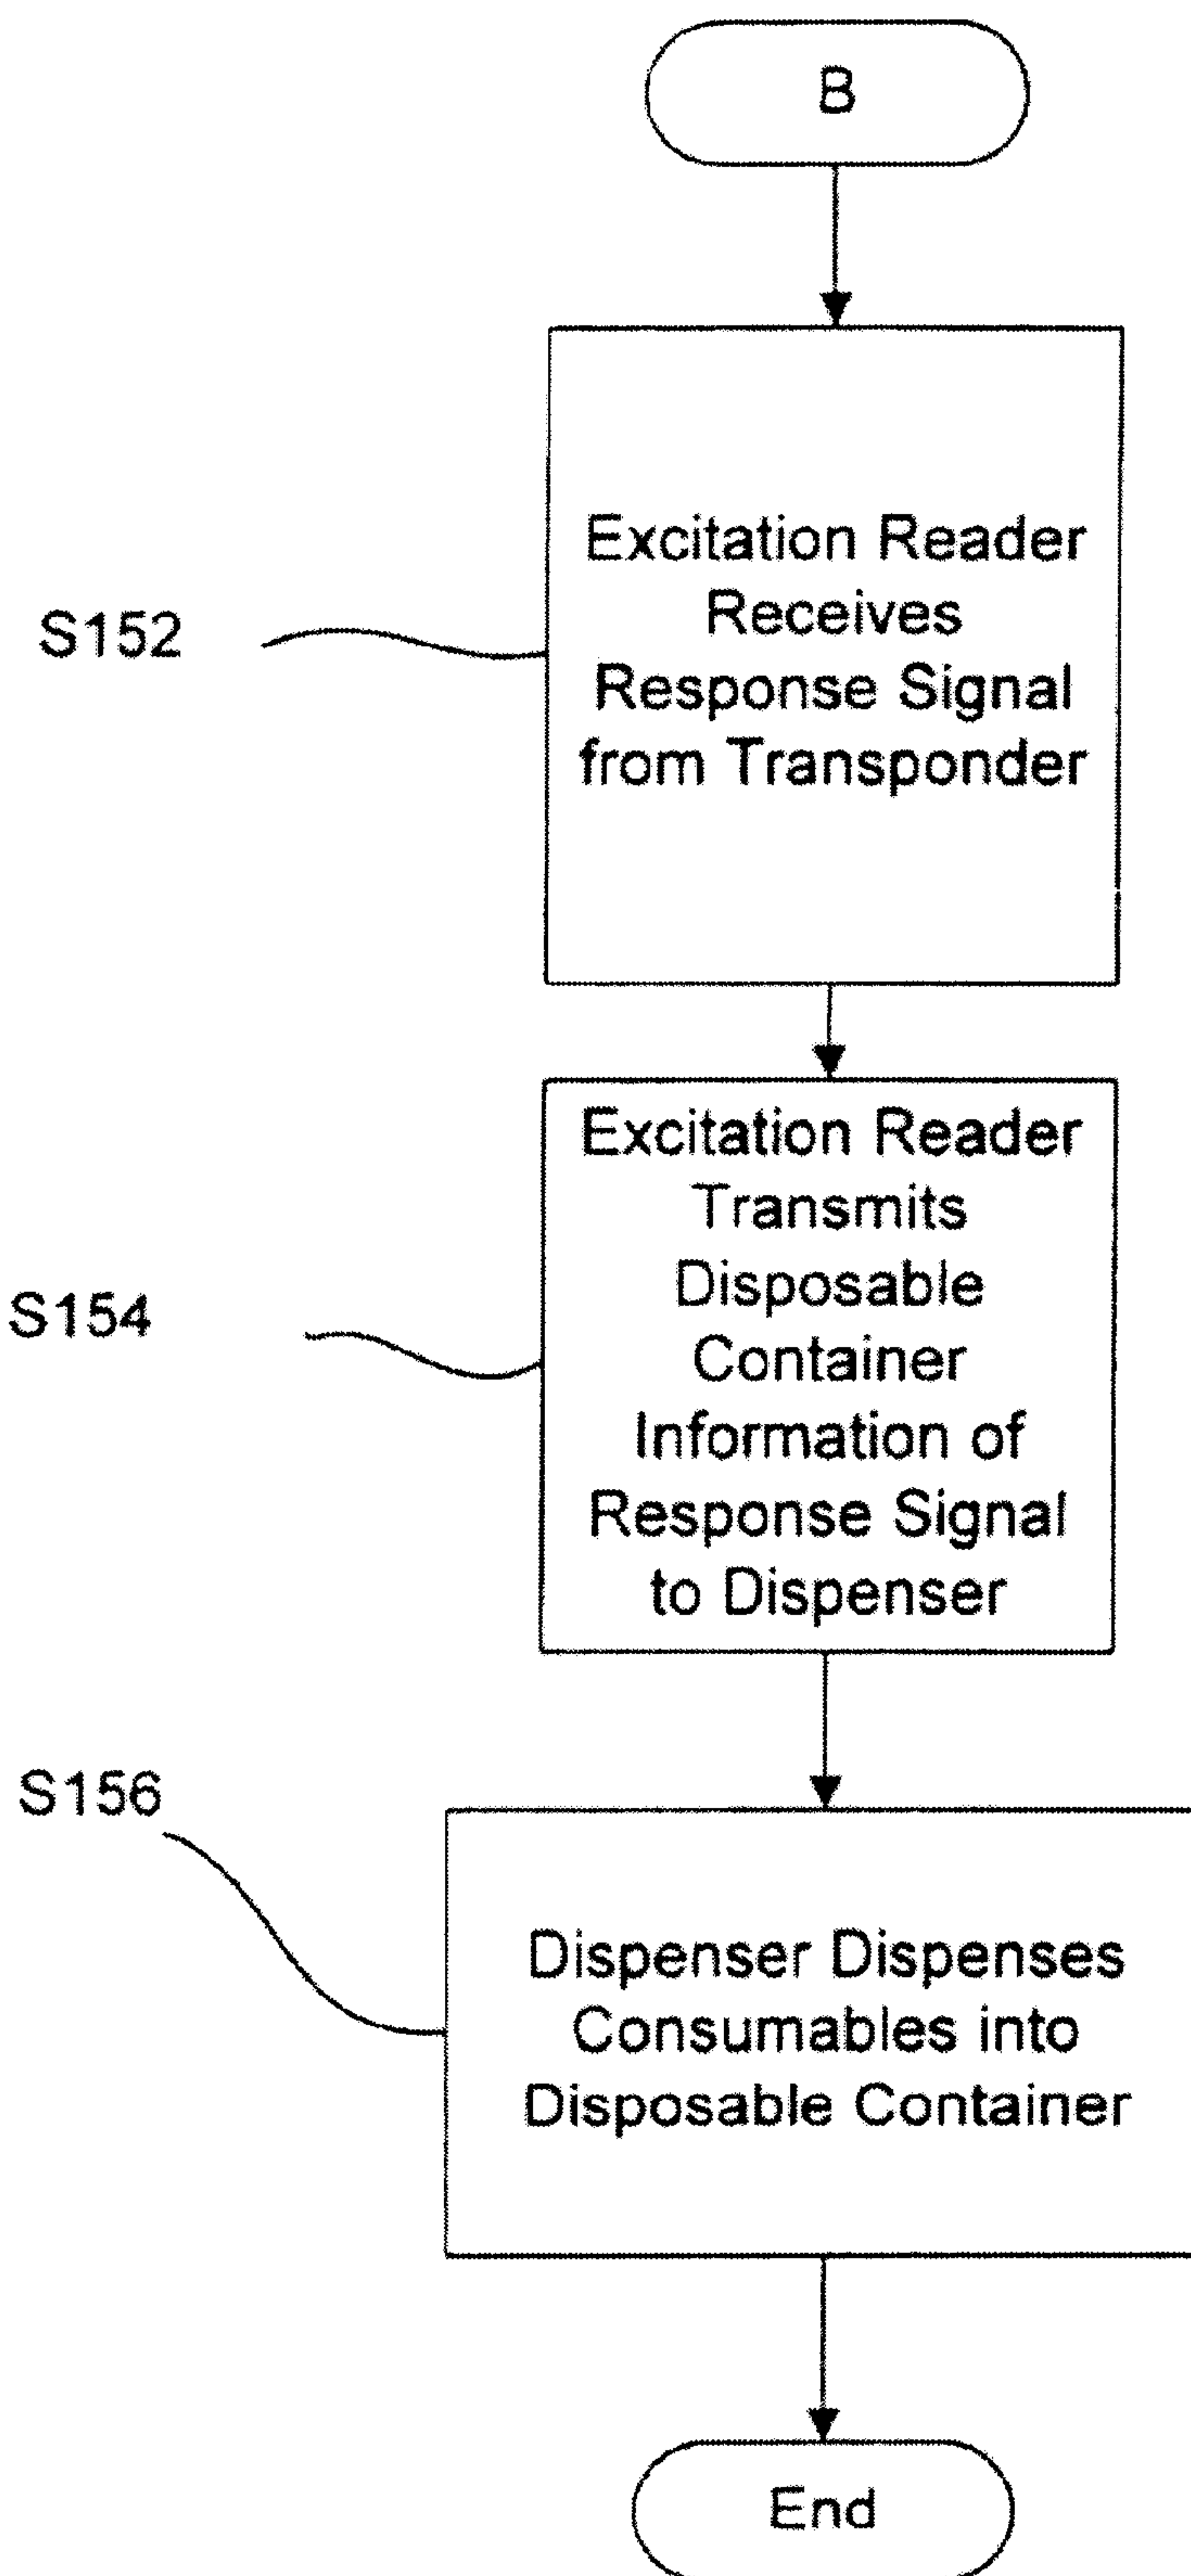 B
S152
Excitation Reader
Receives
Response Signal
from Transponder
S154
Excitation Reader
Transmits
Disposable
Container
Information of
Response Signal
to Dispenser
S156
Dispenser Dispenses
Consumables into
Disposable Container
End